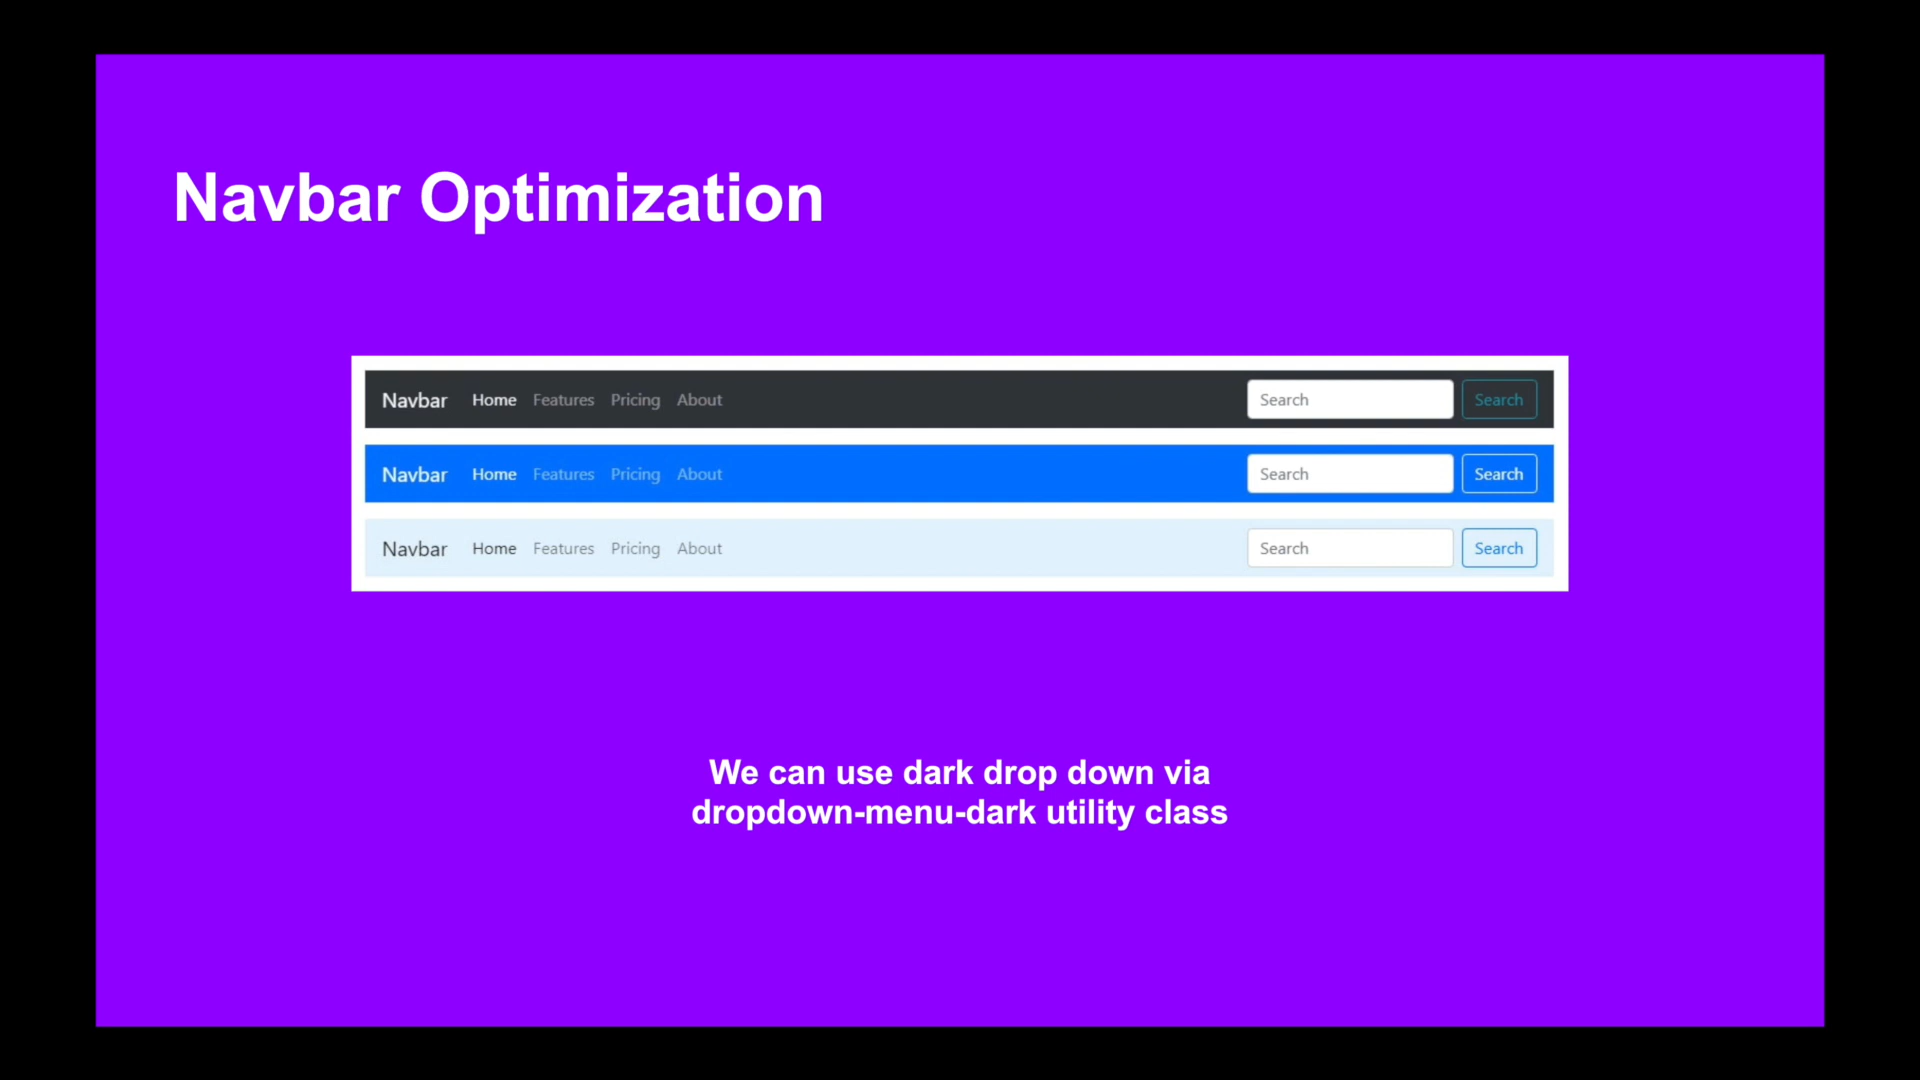 Navbar Optimization
Navbar Home Features Pricing About Search Search
Navbar Home Features Pricing About Search Search
Navbar Home Features Pricing About Search Search
We can use dark drop down via
dropdown-menu-dark utility class